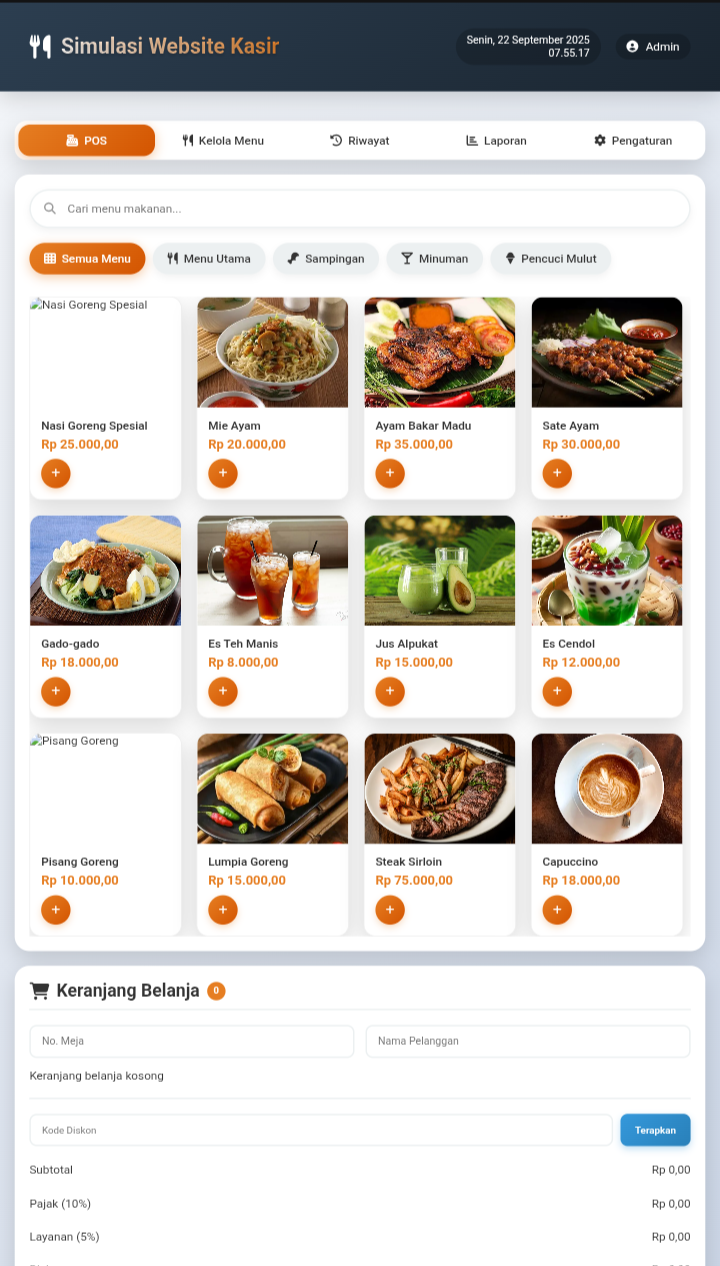 Simulasi Website Kasir
Senin, 22 September 2025
07.55.17
Admin
POS
Kelola Menu
Riwayat
Laporan
Pengaturan
Cari menu makanan...
Semua Menu
Menu Utama
Sampingan
Minuman
Pencuci Mulut
Nasi Goreng Spesial
Nasi Goreng Spesial
Rp 25.000,00
+
Mie Ayam
Rp 20.000,00
+
Ayam Bakar Madu
Rp 35.000,00
+
Sate Ayam
Rp 30.000,00
+
Gado-gado
Rp 18.000,00
+
Es Teh Manis
Rp 8.000,00
+
Jus Alpukat
Rp 15.000,00
+
Es Cendol
Rp 12.000,00
+
Pisang Goreng
Pisang Goreng
Rp 10.000,00
+
Lumpia Goreng
Rp 15.000,00
+
Steak Sirloin
Rp 75.000,00
+
Capuccino
Rp 18.000,00
+
Keranjang Belanja 0
No. Meja
Nama Pelanggan
Keranjang belanja kosong
Kode Diskon
Terapkan
Subtotal Rp 0,00
Pajak (10%) Rp 0,00
Layanan (5%) Rp 0,00